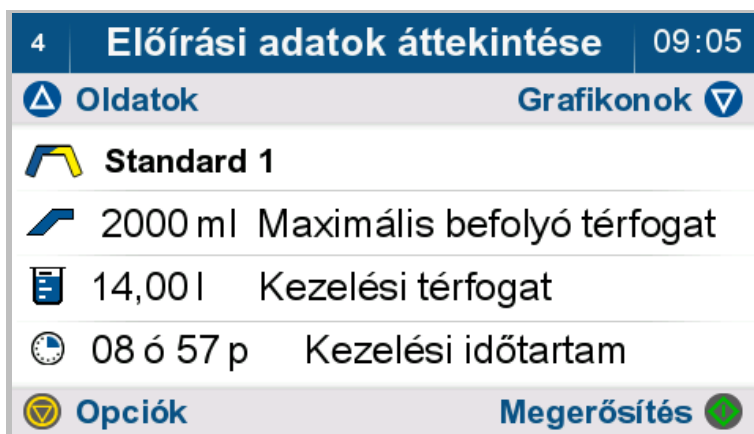 4 Előírási adatok áttekintése 09:05
Oldatok Grafikonok
Standard 1
2000 ml Maximális befolyó térfogat
14,00 l Kezelési térfogat
08 ó 57 p Kezelési időtartam
Opciók Megerősítés